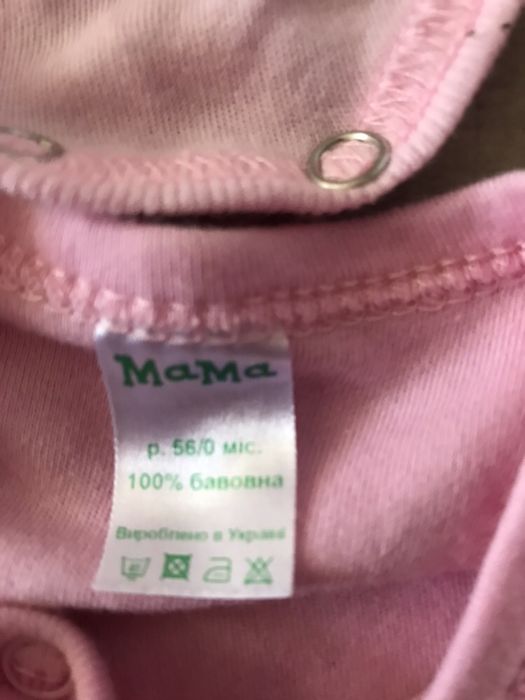 мама
р. 56/0 міс.
100% бавовна
Вироблено в Україні